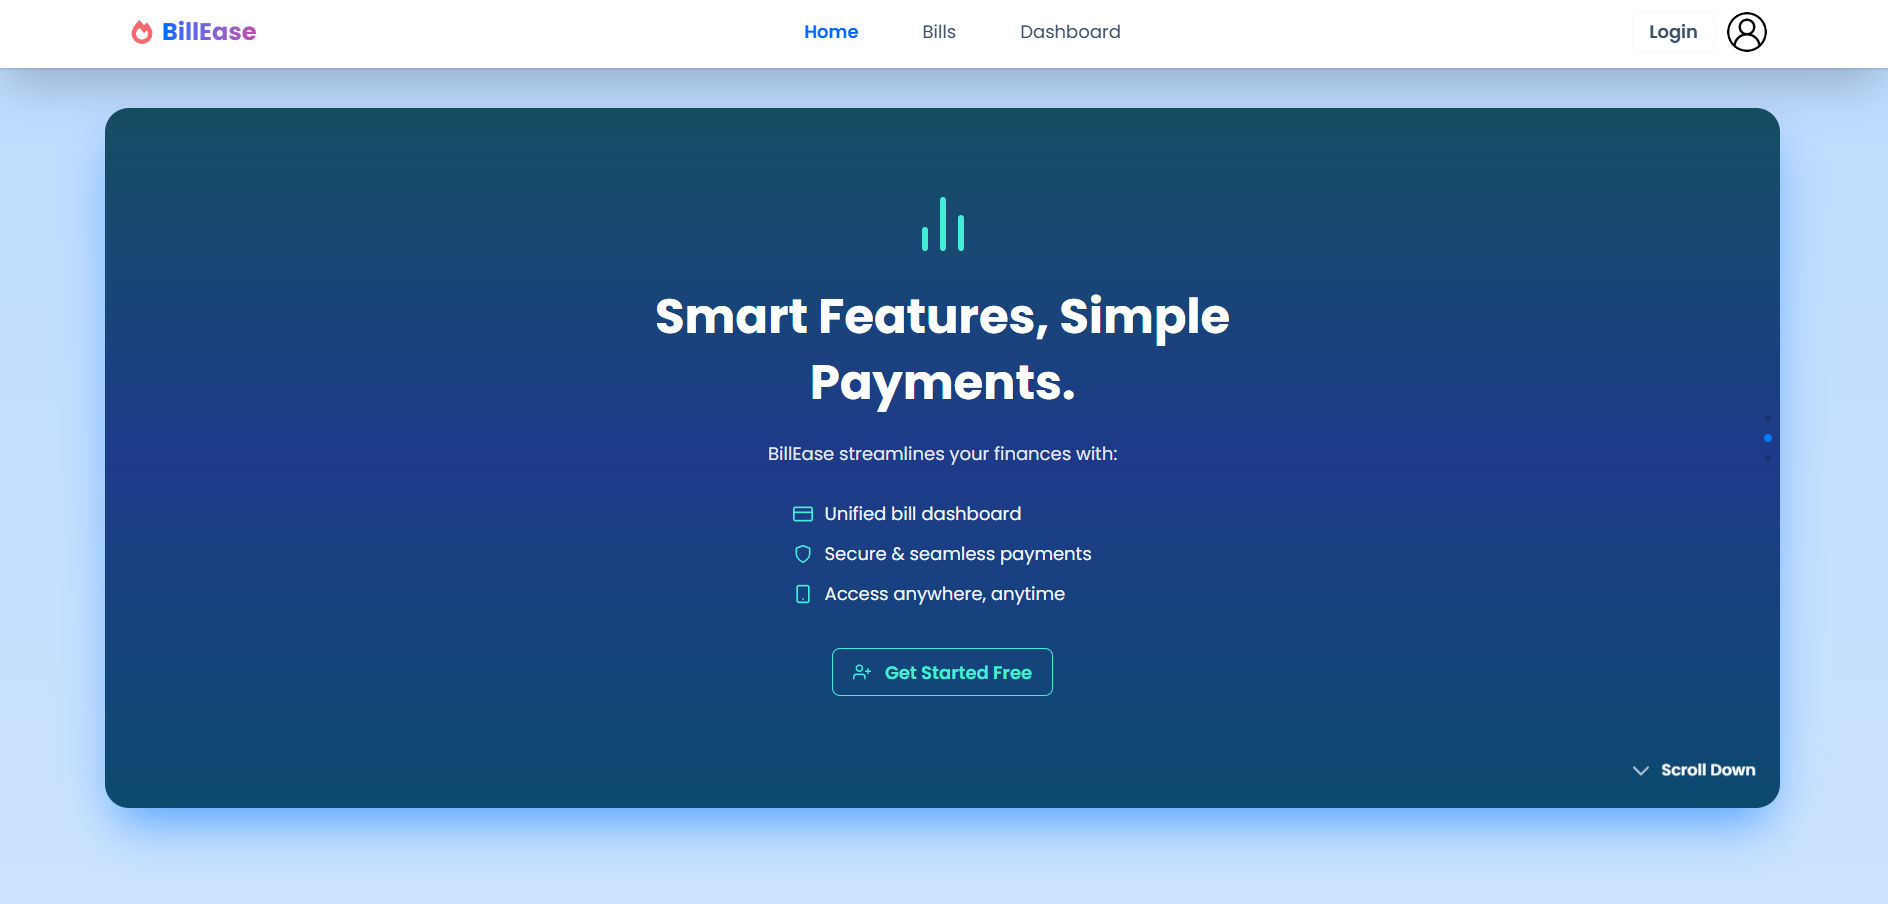 BillEase
Home
Bills
Dashboard
Login
Smart Features, Simple
Payments.
BillEase streamlines your finances with:
Unified bill dashboard
Secure & seamless payments
Access anywhere, anytime
Get Started Free
Scroll Down